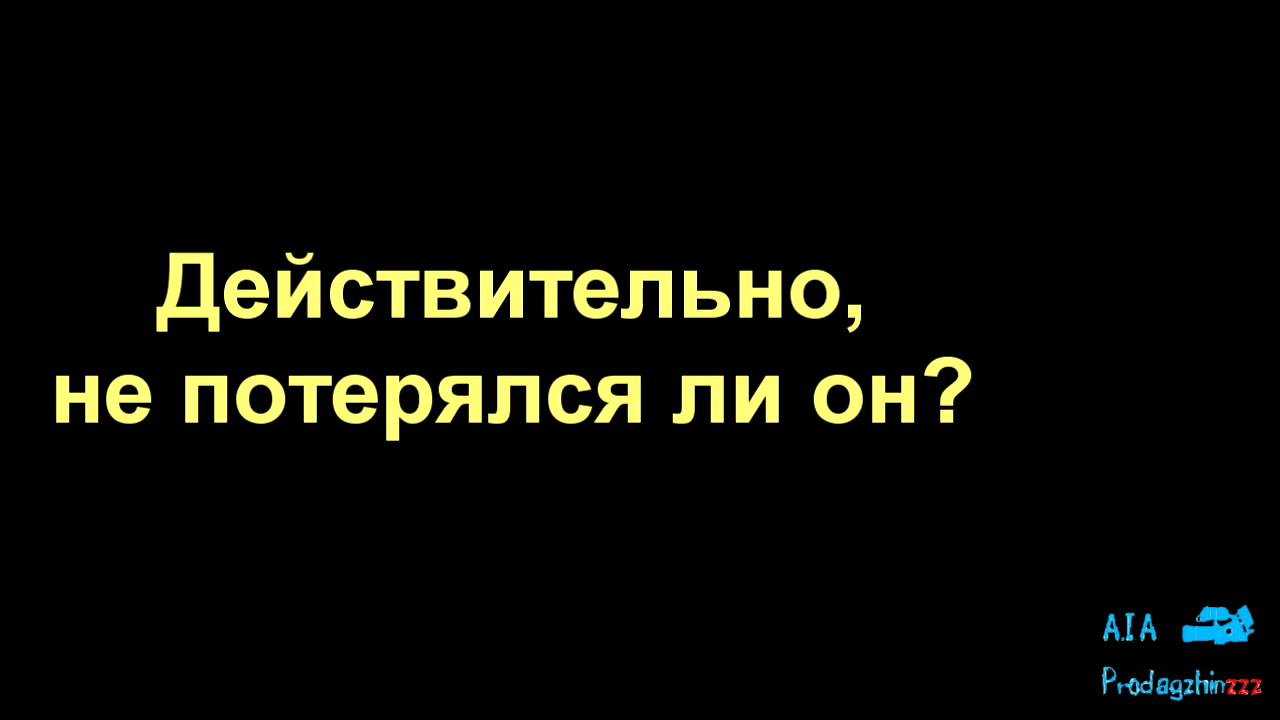 Действительно,
не потерялся ли он?
A.I.A
Prodagzhinzzz